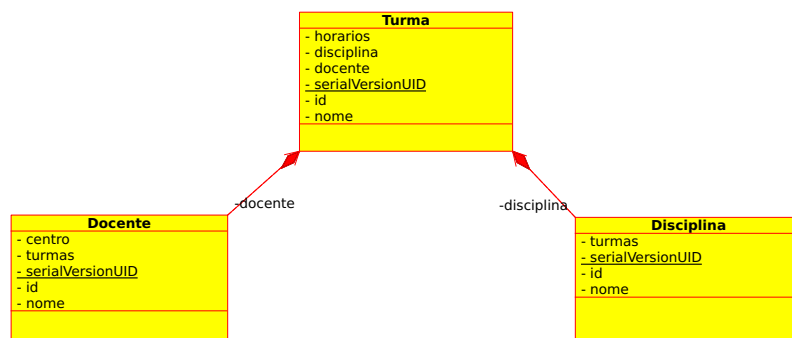 Turma
- horarios
- disciplina
- docente
- serialVersionUID
- id
- nome
-docente
-disciplina
Docente
- centro
- turmas
- serialVersionUID
- id
- nome
Disciplina
- turmas
- serialVersionUID
- id
- nome